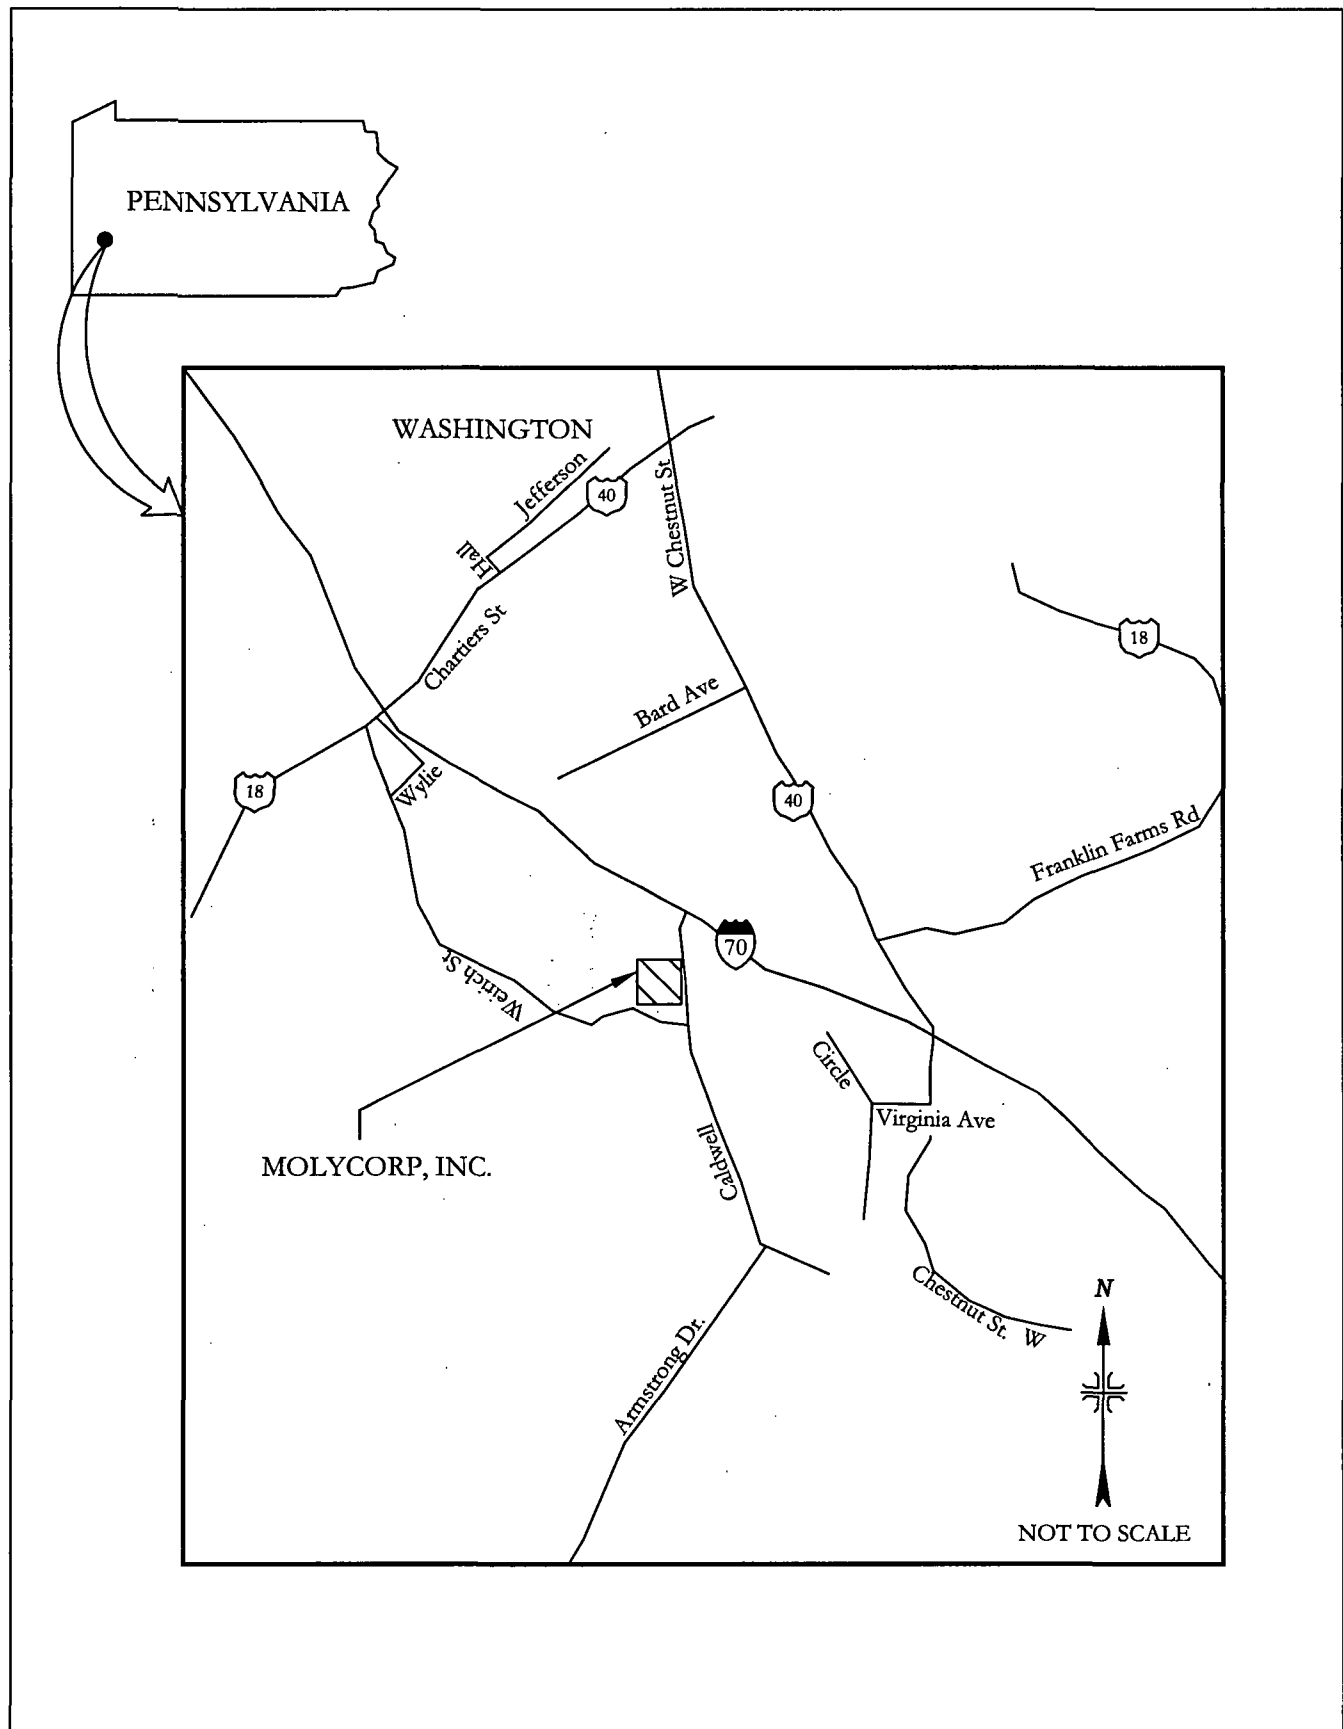 PENNSYLVANIA
WASHINGTON
Jefferson
40
Hall
W Chestnut St
Chartiers St
18
Bard Ave
Wylie
18
40
Franklin Farms Rd
70
Weirich St
Circle
Virginia Ave
Caldwell
MOLYCORP, INC.
Chestnut St. W
N
Armstrong Dr.
NOT TO SCALE